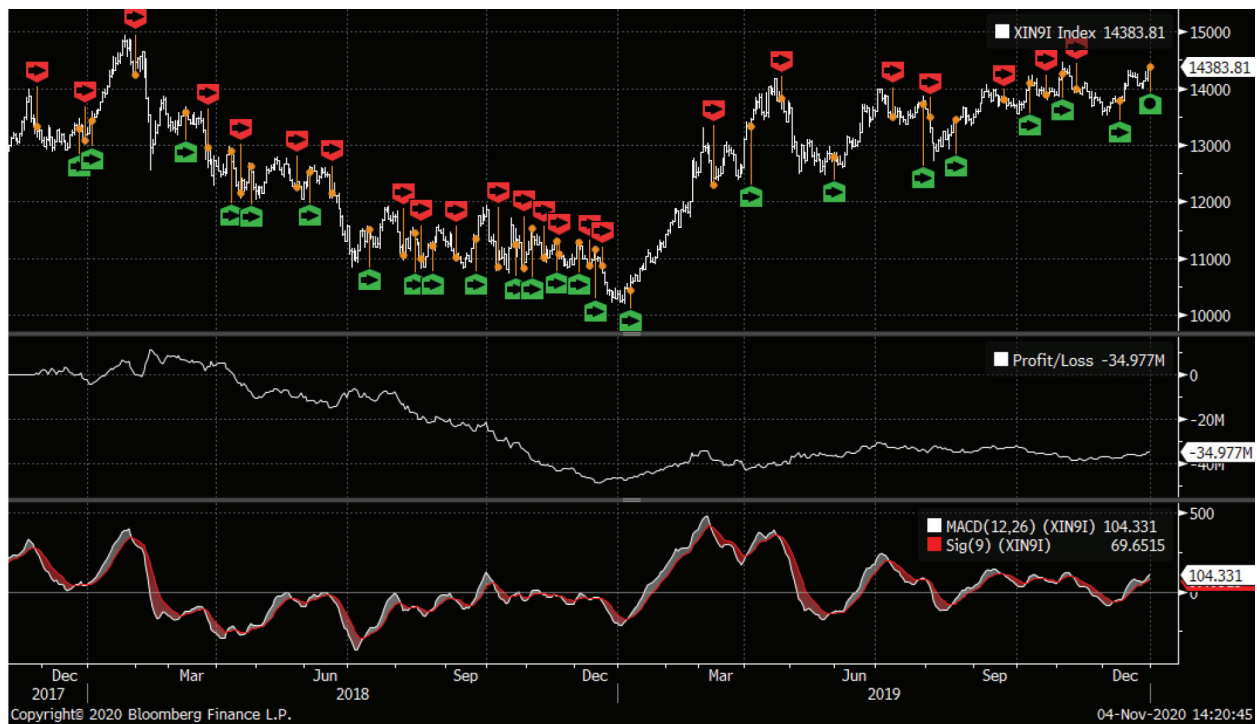 XIN9I Index 14383.81
15000
14383.81
14000
13000
12000
11000
10000
Profit/Loss -34.977M
0
-20M
-34.977M
-40M
500
MACD(12,26) (XIN9I) 104.331
Sig(9) (XIN9I) 69.6515
104.331
0
Dec Mar Jun Sep Dec Mar Jun Sep Dec
2017 2018 2019
Copyright© 2020 Bloomberg Finance L.P. 04-Nov-2020 14:20:45